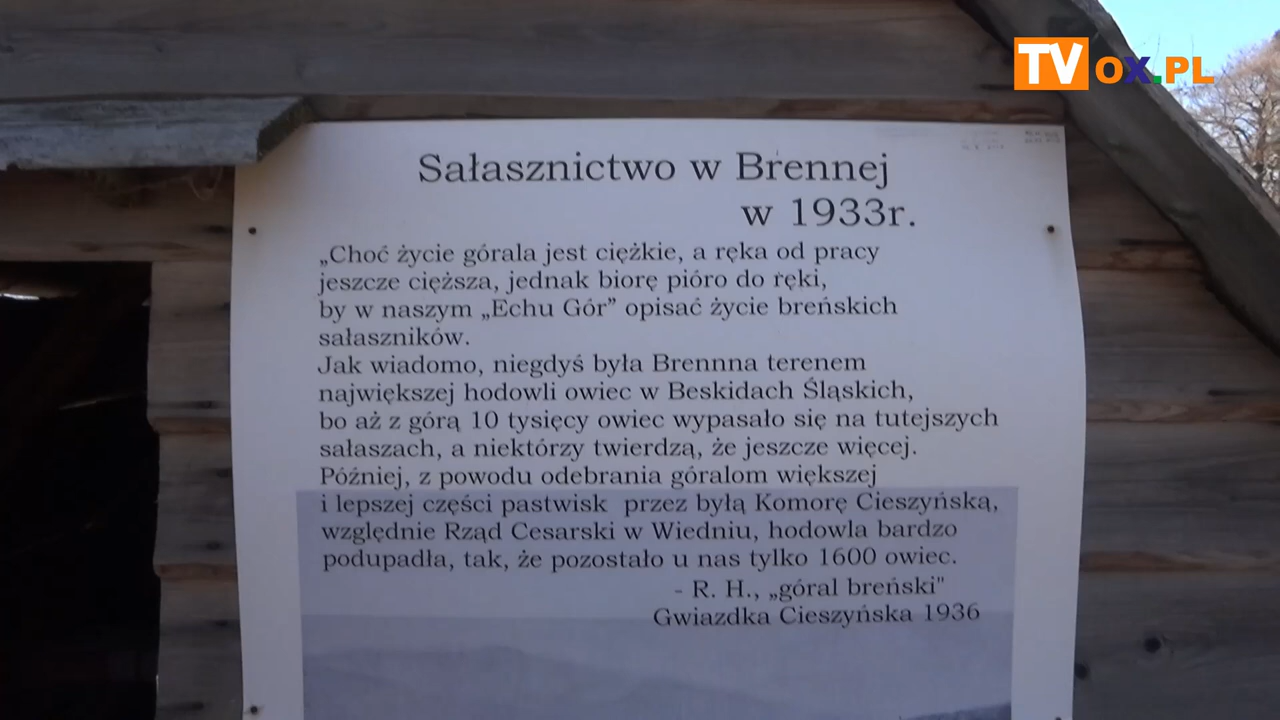 TVOX.PL
Sałasznictwo w Brennej
w 1933r.
„Choć życie górala jest ciężkie, a ręka od pracy
jeszcze cięższa, jednak biorę pióro do ręki,
by w naszym „Echu Gór” opisać życie breńskich
sałaszników.
Jak wiadomo, niegdyś była Brennna terenem
największej hodowli owiec w Beskidach Śląskich,
bo aż z górą 10 tysięcy owiec wypasało się na tutejszych
sałaszach, a niektórzy twierdzą, że jeszcze więcej.
Później, z powodu odebrania góralom większej
i lepszej części pastwisk przez byłą Komorę Cieszyńską,
względnie Rząd Cesarski w Wiedniu, hodowla bardzo
podupadła, tak, że pozostało u nas tylko 1600 owiec.
- R. H., „góral breński"
Gwiazdka Cieszyńska 1936